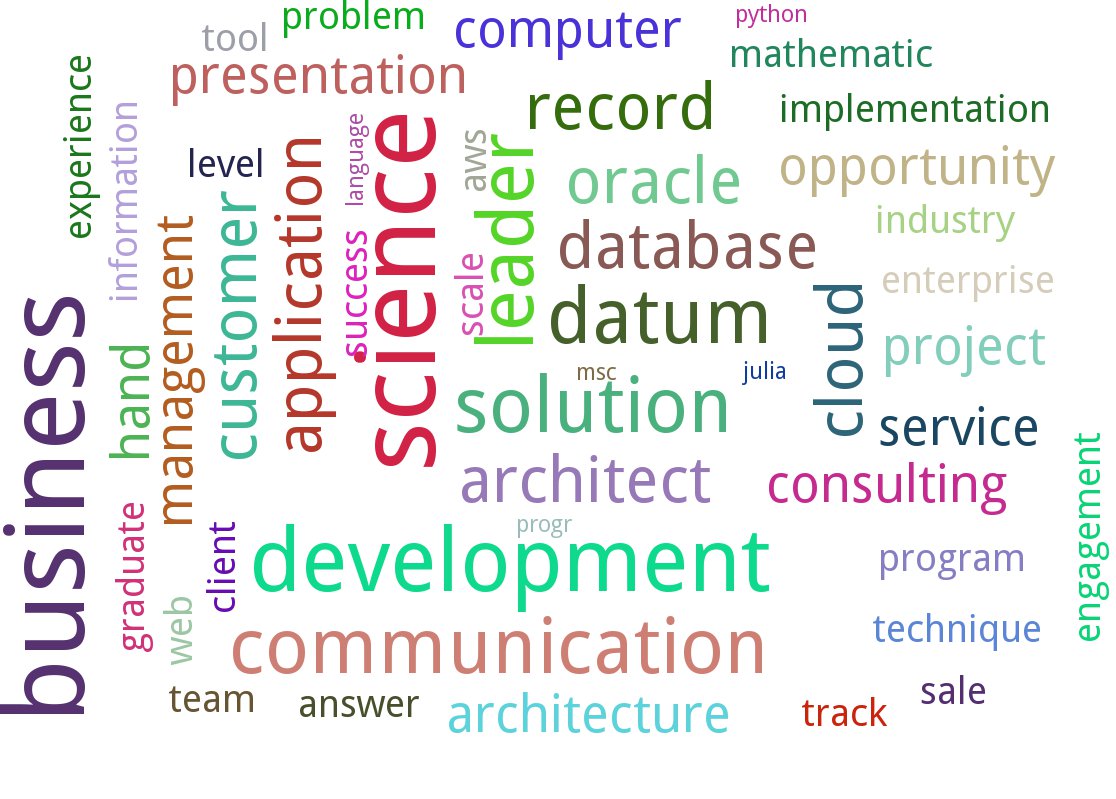 python
problem
computer
tool
mathematic
presentation
record
implementation
experience
information
level
language
aws
opportunity
application
science
leader
oracle
industry
customer
management
success
scale
database
enterprise
business
hand
datum
cloud
project
msc
julia
solution
service
architect
consulting
engagement
graduate
client
progr
development
program
web
communication
technique
team
answer
architecture
track
sale